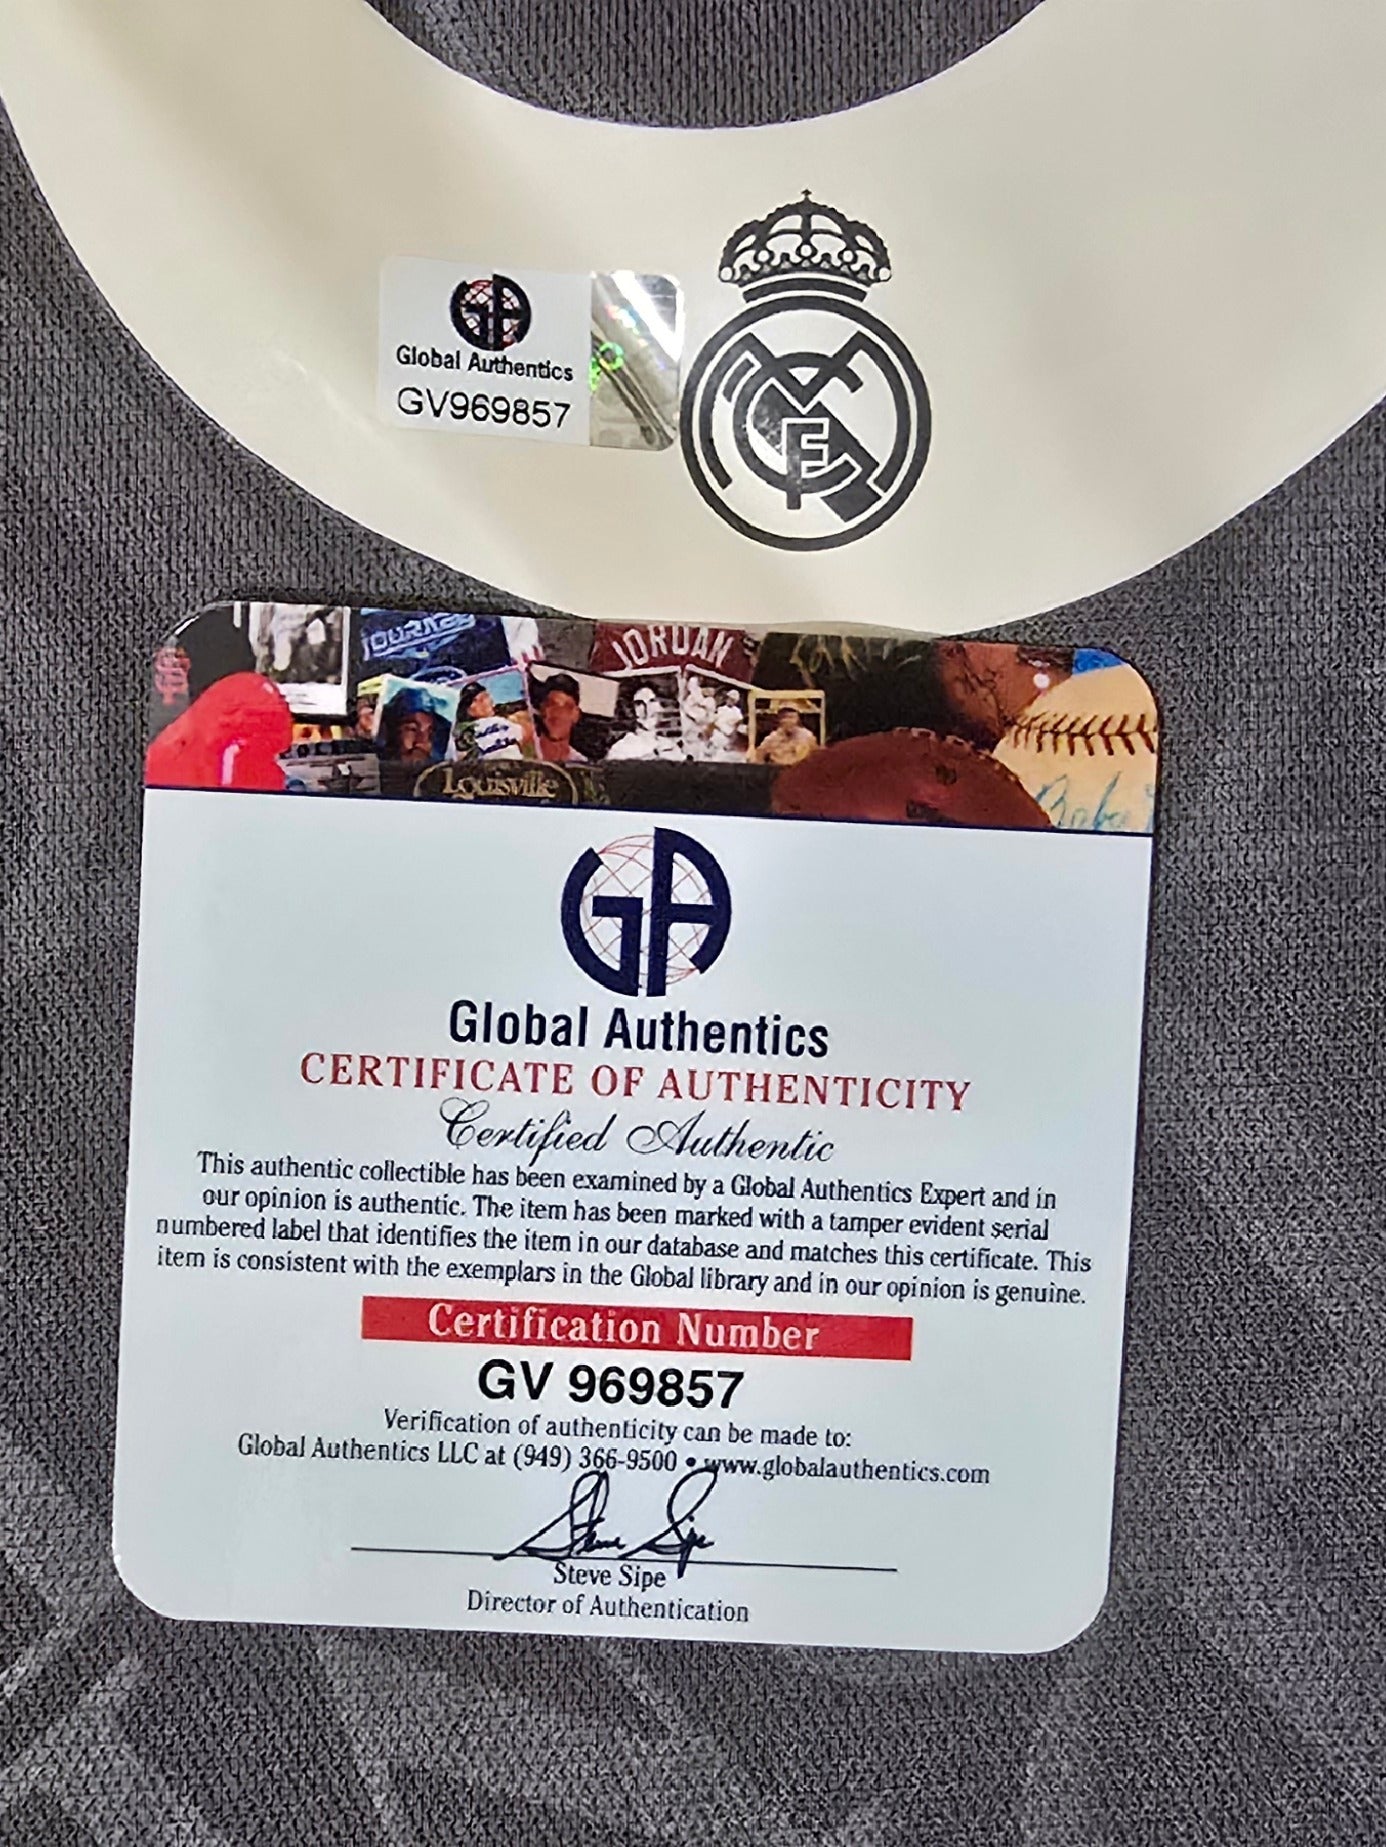 Global Authentics
GV969857
JORDAN
Louisville
GA
Global Authentics
CERTIFICATE OF AUTHENTICITY
Certified Authentic
This authentic collectible has been examined by a Global Authentics Expert and in
our opinion is authentic. The item has been marked with a tamper evident serial
numbered label that identifies the item in our database and matches this certificate. This
item is consistent with the exemplars in the Global library and in our opinion is genuine.
Certification Number
GV 969857
Verification of authenticity can be made to:
Global Authentics LLC at (949) 366-9500 • www.globalauthentics.com
Steve Sipe
Steve Sipe
Director of Authentication